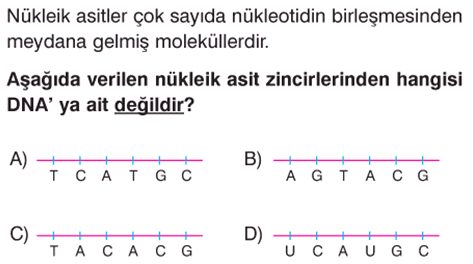 Nükleik asitler çok sayıda nükleotidin birleşmesinden
meydana gelmiş moleküllerdir.
Aşağıda verilen nükleik asit zincirlerinden hangisi
DNA' ya ait değildir?
A) T C A T G C
B) A G T A C G
C) T A C A C G
D) U C A U G C